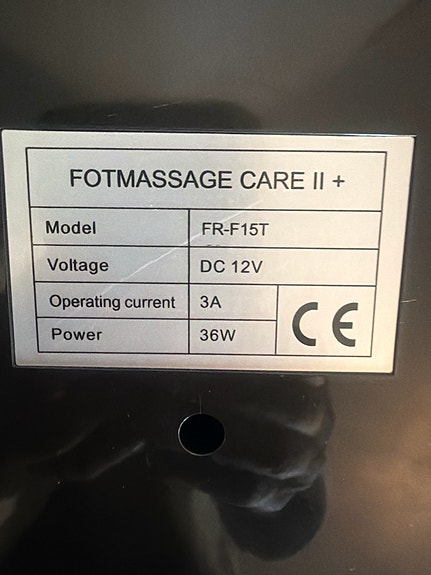 FOTMASSAGE CARE II +
Model FR-F15T
Voltage DC 12V
Operating current 3A
Power 36W
CE